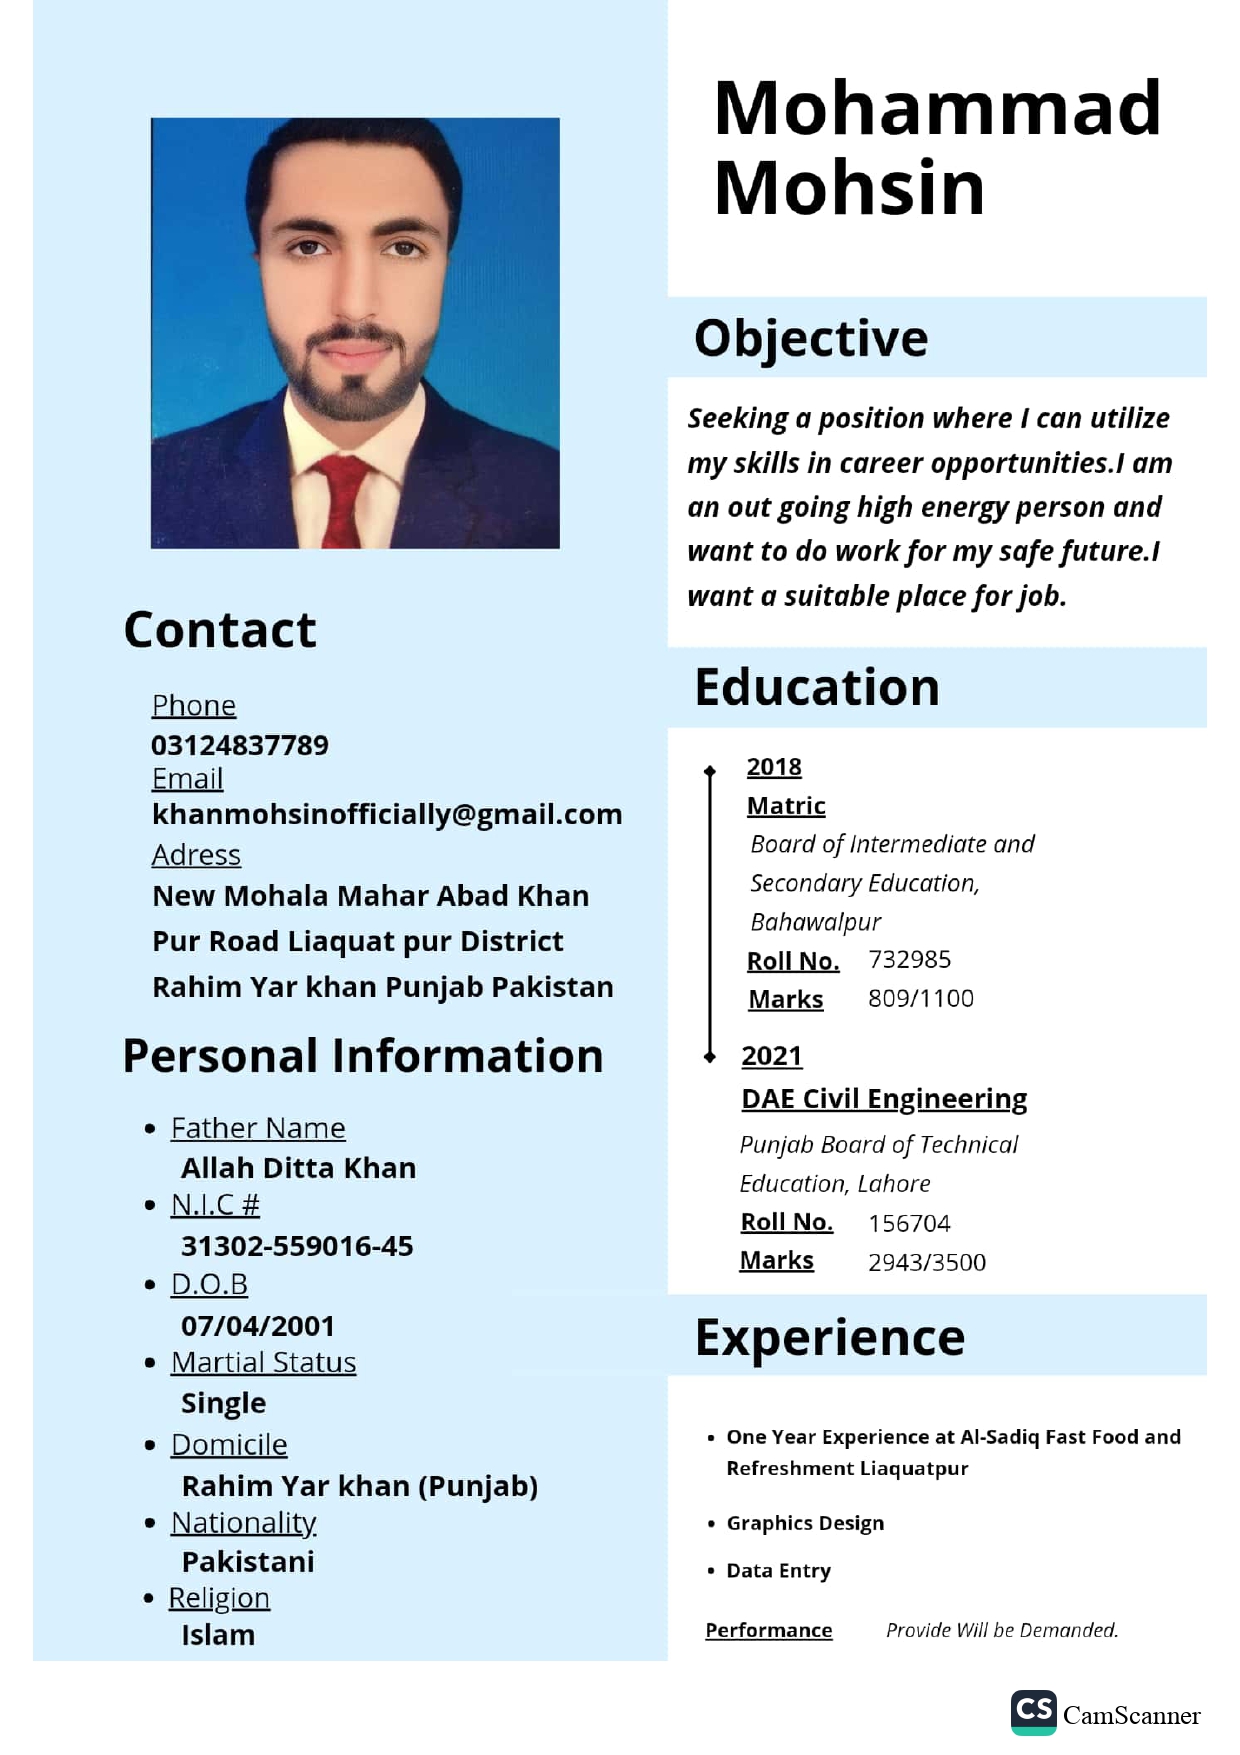 Mohammad
Mohsin
Contact
Phone
03124837789
Email
khanmohsinofficially@gmail.com
Adress
New Mohala Mahar Abad Khan
Pur Road Liaquat pur District
Rahim Yar khan Punjab Pakistan
Personal Information
• Father Name
Allah Ditta Khan
• N.I.C #
31302-559016-45
• D.O.B
07/04/2001
• Martial Status
Single
• Domicile
Rahim Yar khan (Punjab)
• Nationality
Pakistani
• Religion
Islam
Objective
Seeking a position where I can utilize
my skills in career opportunities.I am
an out going high energy person and
want to do work for my safe future.I
want a suitable place for job.
Education
2018
Matric
Board of Intermediate and
Secondary Education,
Bahawalpur
Roll No. 732985
Marks 809/1100
2021
DAE Civil Engineering
Punjab Board of Technical
Education, Lahore
Roll No. 156704
Marks 2943/3500
Experience
• One Year Experience at Al-Sadiq Fast Food and
Refreshment Liaquatpur
• Graphics Design
• Data Entry
Performance Provide Will be Demanded.
CS CamScanner